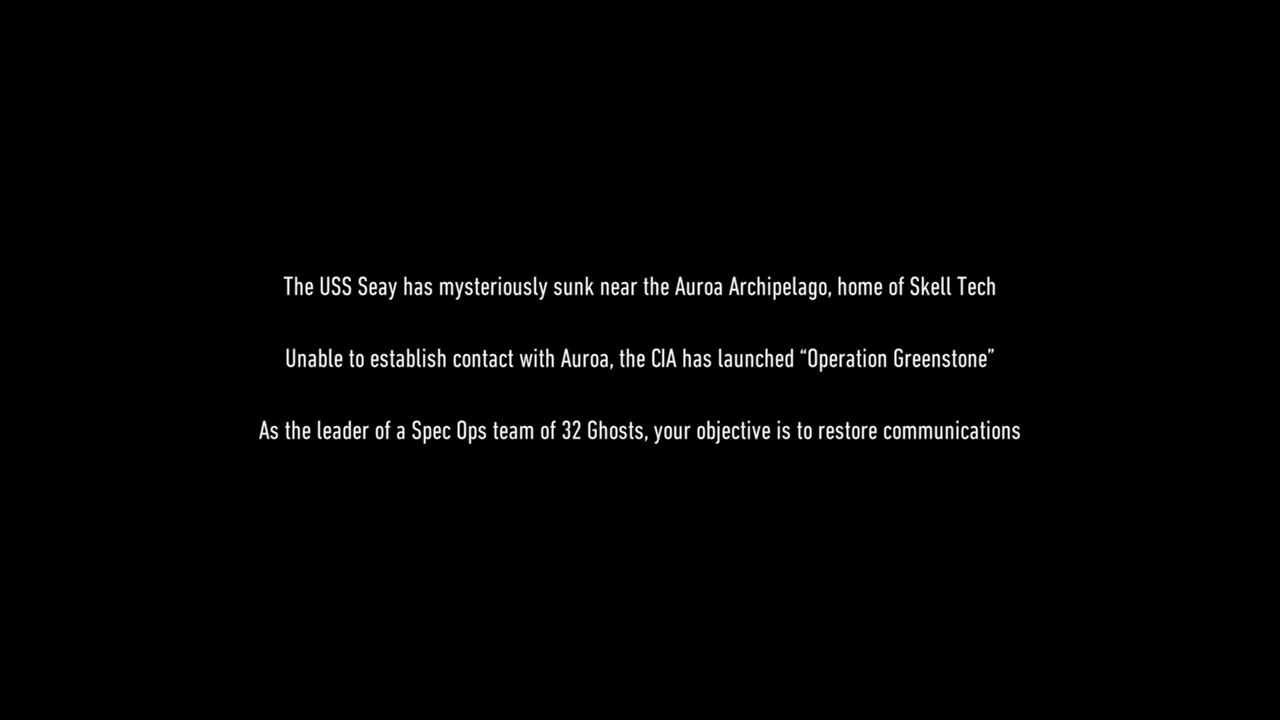 The USS Seay has mysteriously sunk near the Auroa Archipelago, home of Skell Tech
Unable to establish contact with Auroa, the CIA has launched “Operation Greenstone”
As the leader of a Spec Ops team of 32 Ghosts, your objective is to restore communications